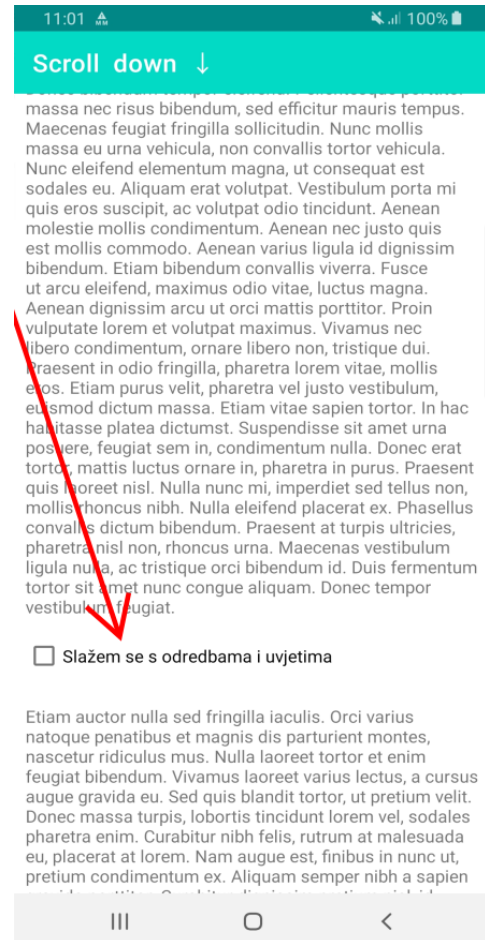 11:01
100%
Scroll down ↓
massa nec risus bibendum, sed efficitur mauris tempus.
Maecenas feugiat fringilla sollicitudin. Nunc mollis
massa eu urna vehicula, non convallis tortor vehicula.
Nunc eleifend elementum magna, ut consequat est
sodales eu. Aliquam erat volutpat. Vestibulum porta mi
quis eros suscipit, ac volutpat odio tincidunt. Aenean
molestie mollis condimentum. Aenean nec justo quis
est mollis commodo. Aenean varius ligula id dignissim
bibendum. Etiam bibendum convallis viverra. Fusce
ut arcu eleifend, maximus odio vitae, luctus magna.
Aenean dignissim arcu ut orci mattis porttitor. Proin
vulputate lorem et volutpat maximus. Vivamus nec
libero condimentum, ornare libero non, tristique dui.
Praesent in odio fringilla, pharetra lorem vitae, mollis
eros. Etiam purus velit, pharetra vel justo vestibulum,
euismod dictum massa. Etiam vitae sapien tortor. In hac
habitasse platea dictumst. Suspendisse sit amet urna
posuere, feugiat sem in, condimentum nulla. Donec erat
tortor, mattis luctus ornare in, pharetra in purus. Praesent
quis laoreet nisl. Nulla nunc mi, imperdiet sed tellus non,
mollis rhoncus nibh. Nulla eleifend placerat ex. Phasellus
convallis dictum bibendum. Praesent at turpis ultricies,
pharetra nisl non, rhoncus urna. Maecenas vestibulum
ligula nulla, ac tristique orci bibendum id. Duis fermentum
tortor sit amet nunc congue aliquam. Donec tempor
vestibulum feugiat.
Slažem se s odredbama i uvjetima
Etiam auctor nulla sed fringilla iaculis. Orci varius
natoque penatibus et magnis dis parturient montes,
nascetur ridiculus mus. Nulla laoreet tortor et enim
feugiat bibendum. Vivamus laoreet varius lectus, a cursus
augue gravida eu. Sed quis blandit tortor, ut pretium velit.
Donec massa turpis, lobortis tincidunt lorem vel, sodales
pharetra enim. Curabitur nibh felis, rutrum at malesuada
eu, placerat at lorem. Nam augue est, finibus in nunc ut,
pretium condimentum ex. Aliquam semper nibh a sapien